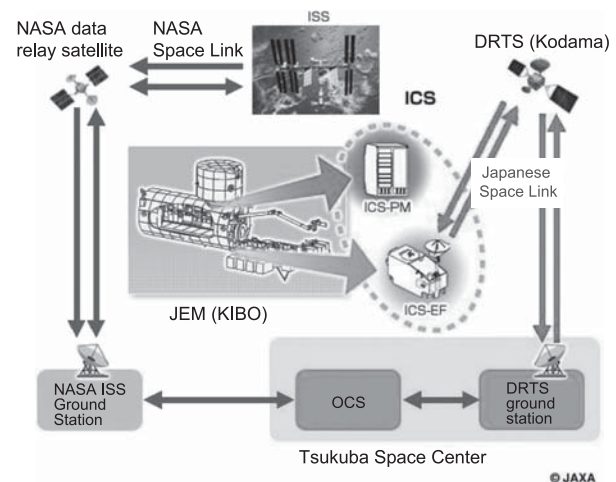 NASA data
relay satellite
NASA
Space Link
ISS
DRTS (Kodama)
ICS
Japanese
Space Link
ICS-PM
ICS-EF
JEM (KIBO)
NASA ISS
Ground
Station
OCS
DRTS
ground
station
Tsukuba Space Center
© JAXA